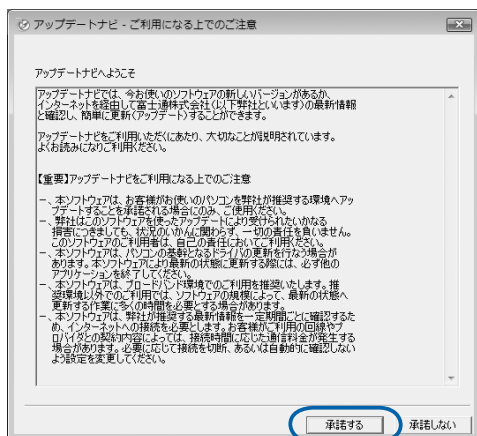 アップデートナビ - ご利用になる上でのご注意
アップデートナビへようこそ
アップデートナビでは、今お使いのソフトウェアの新しいバージョンがあるか、
インターネットを経由して富士通株式会社(以下弊社といいます)の最新情報
と確認し、簡単に更新(アップデート)することができます。
アップデートナビをご利用いただくにあたり、大切なことが説明されています。
よくお読みになりご利用ください。
【重要】アップデートナビをご利用になる上でのご注意
－、本ソフトウェアは、お客様がお使いのパソコンを弊社が推奨する環境へアッ
プデートすることを承諾される場合にのみ、ご使用ください。
－、弊社はこのソフトウェアを使ったアップデートにより受けられたいかなる
損害につきましても、状況のいかんに関わらず、一切の責任を負いません。
このソフトウェアのご利用者は、自己の責任においてご利用ください。
－、本ソフトウェアは、パソコンの基幹となるドライバの更新を行なう場合が
あります。本ソフトウェアにより最新の状態に更新する際には、必ず他の
アプリケーションを終了してください。
－、本ソフトウェアは、ブロードバンド環境でのご利用を推奨いたします。推
奨環境以外でのご利用では、ソフトウェアの規模によって、最新の状態へ
更新する作業に多くの時間を必要とする場合があります。
－、本ソフトウェアは、弊社が推奨する最新情報を一定期間ごとに確認するた
め、インターネットへの接続を必要とします。お客様がご利用の回線やプ
ロバイダとの契約内容によっては、接続時間に応じた通信料金が発生する
場合があります。必要に応じて接続を切断、あるいは自動的に確認しない
よう設定を変更してください。
承諾する
承諾しない